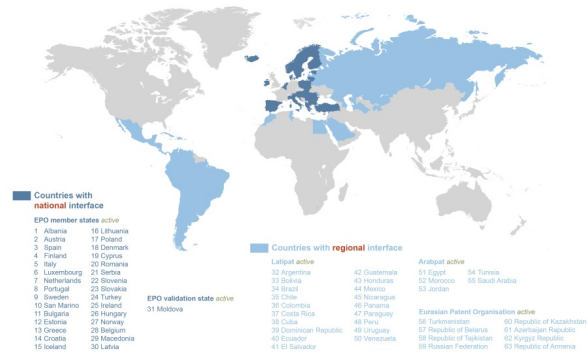 Countries with
national interface
EPO member states active
1 Albania
2 Austria
3 Spain
4 Finland
5 Italy
6 Luxembourg
7 Netherlands
8 Portugal
9 Sweden
10 San Marino
11 Bulgaria
12 Estonia
13 Greece
14 Croatia
15 Iceland
16 Lithuania
17 Poland
18 Denmark
19 Cyprus
20 Romania
21 Serbia
22 Slovenia
23 Slovakia
24 Turkey
25 Ireland
26 Hungary
27 Norway
28 Belgium
29 Macedonia
30 Latvia
EPO validation state active
31 Moldova
Countries with regional interface
Latipat active
32 Argentina
33 Bolivia
34 Brazil
35 Chile
36 Colombia
37 Costa Rica
38 Cuba
39 Dominican Republic
40 Ecuador
41 El Salvador
42 Guatemala
43 Honduras
44 Mexico
45 Nicaragua
46 Panama
47 Paraguay
48 Peru
49 Uruguay
50 Venezuela
Arabpat active
51 Egypt
52 Morocco
53 Jordan
54 Tunisia
55 Saudi Arabia
Eurasian Patent Organisation active
56 Turkmenistan
57 Republic of Belarus
58 Republic of Tajikistan
59 Russian Federation
60 Republic of Kazakhstan
61 Azerbaijan Republic
62 Kyrgyz Republic
63 Republic of Armenia